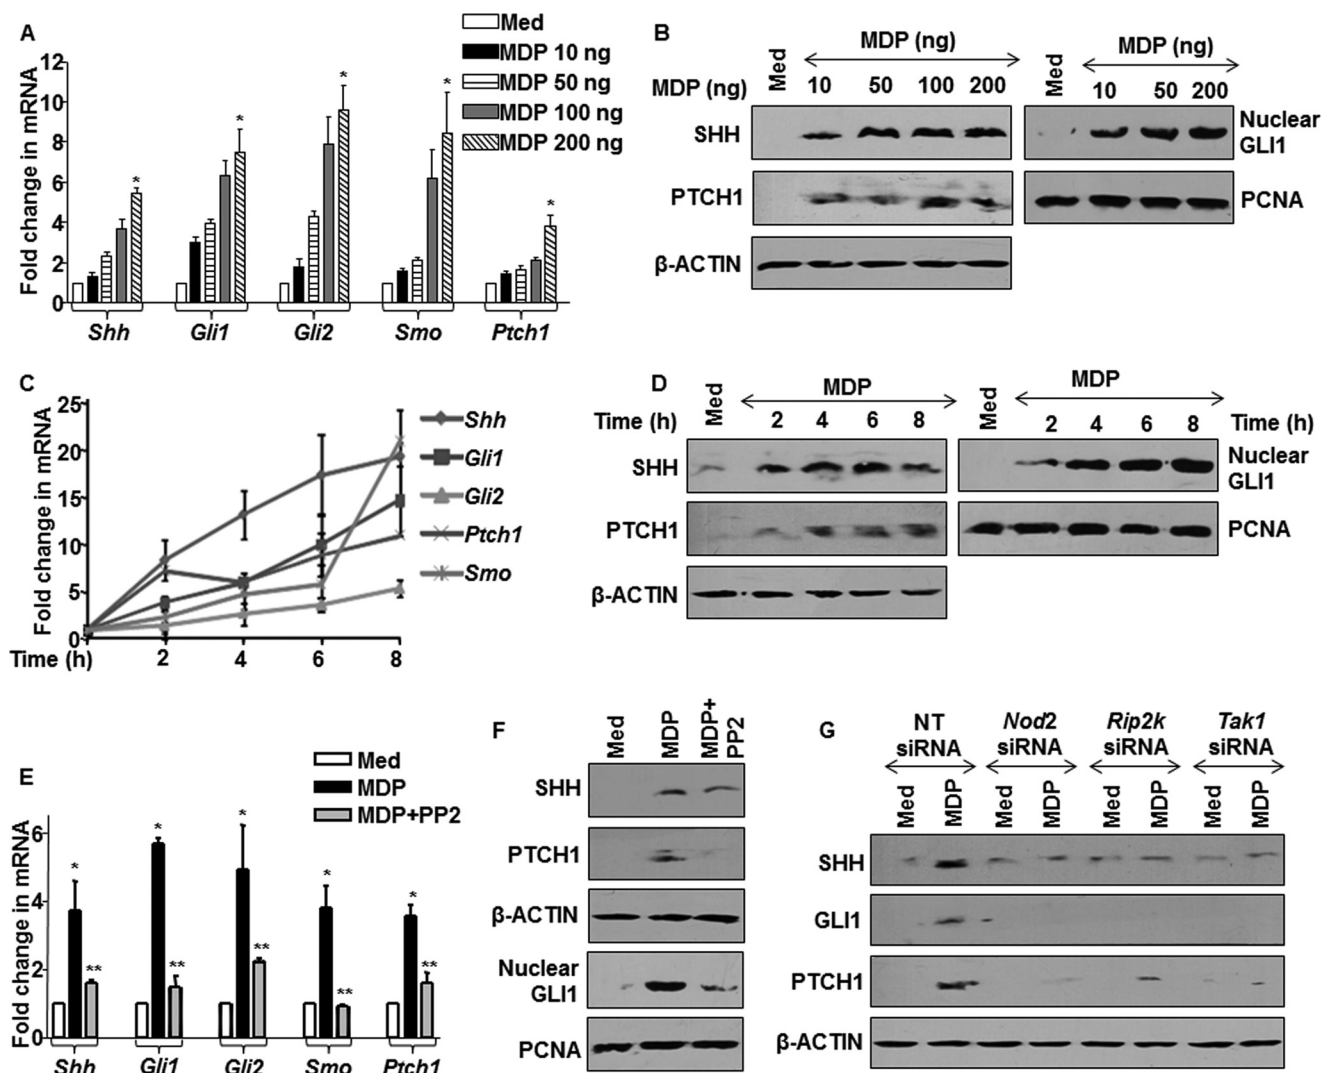 A
Med
MDP 10 ng
MDP 50 ng
MDP 100 ng
MDP 200 ng
Fold change in mRNA
12
10
8
6
4
2
0
* * * * *
Shh Gli1 Gli2 Smo Ptch1
B
MDP (ng)
MDP (ng)
Med
Med
MDP (ng) 10 50 100 200
10 50 200
SHH
Nuclear
GLI1
PTCH1
PCNA
β-ACTIN
C
Fold change in mRNA
25
20
15
10
5
0
Time (h) 2 4 6 8
Shh
Gli1
Gli2
Ptch1
Smo
D
MDP
MDP
Med
Med
Time (h) 2 4 6 8
2 4 6 8 Time (h)
SHH
Nuclear
GLI1
PTCH1
PCNA
β-ACTIN
E
Med
MDP
MDP+PP2
Fold change in mRNA
6
4
2
0
* * * * *
** ** ** ** **
Shh Gli1 Gli2 Smo Ptch1
F
Med
MDP
MDP+
PP2
SHH
PTCH1
β-ACTIN
Nuclear
GLI1
PCNA
G
NT
siRNA
Nod2
siRNA
Rip2k
siRNA
Tak1
siRNA
Med MDP Med MDP Med MDP Med MDP
SHH
GLI1
PTCH1
β-ACTIN